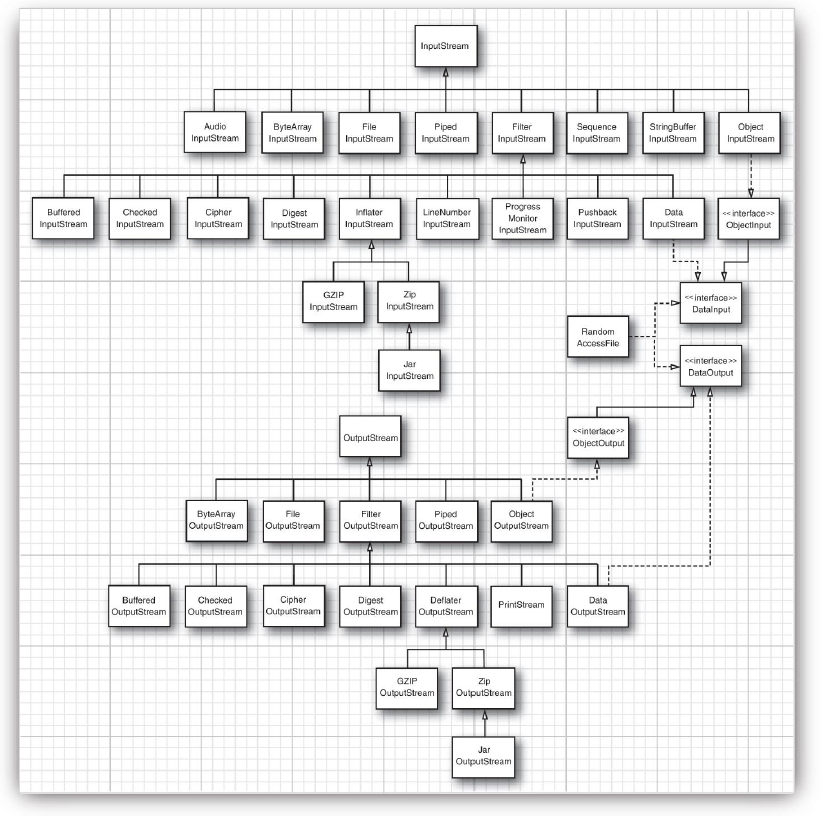 InputStream
Audio
InputStream
ByteArray
InputStream
File
InputStream
Piped
InputStream
Filter
InputStream
Sequence
InputStream
StringBuffer
InputStream
Object
InputStream
Buffered
InputStream
Checked
InputStream
Cipher
InputStream
Digest
InputStream
Inflater
InputStream
LineNumber
InputStream
Progress
Monitor
InputStream
Pushback
InputStream
Data
InputStream
<<interface>>
ObjectInput
GZIP
InputStream
Zip
InputStream
<<interface>>
DataInput
Random
AccessFile
Jar
InputStream
<<interface>>
DataOutput
OutputStream
<<interface>>
ObjectOutput
ByteArray
OutputStream
File
OutputStream
Filter
OutputStream
Piped
OutputStream
Object
OutputStream
Buffered
OutputStream
Checked
OutputStream
Cipher
OutputStream
Digest
OutputStream
Deflater
OutputStream
PrintStream
Data
OutputStream
GZIP
OutputStream
Zip
OutputStream
Jar
OutputStream